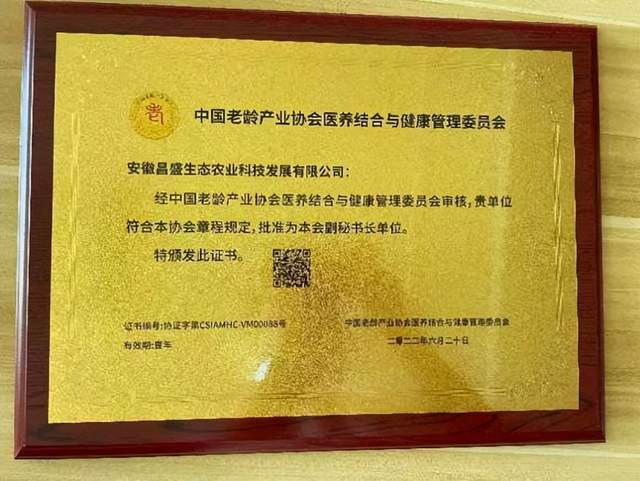 中国老龄产业协会医养结合与健康管理委员会
安徽昌盛生态农业科技发展有限公司:
经中国老龄产业协会医养结合与健康管理委员会审核,贵单位
符合本协会章程规定,批准为本会副秘书长单位。
特颁发此证书。
证书编号:协证字第CSIAMHC-VM00088号
中国老龄产业协会医养结合与健康管理委员会
有效期:壹年
二零二二年六月二十日